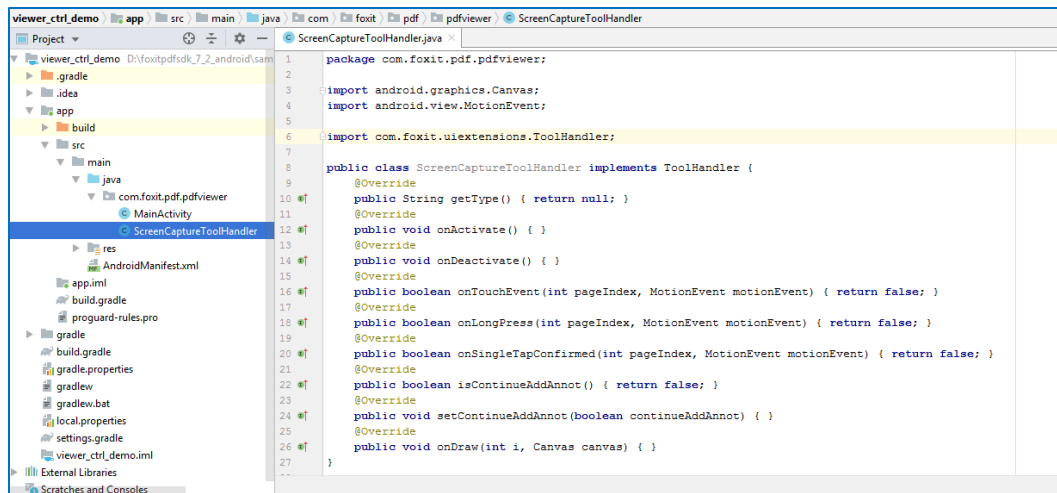 viewer_ctrl_demo app src main java com foxit pdf pdfviewer ScreenCaptureToolHandler
Project
ScreenCaptureToolHandler.java
viewer_ctrl_demo D:\foxitpdfsdk_7_2_android\sam
.gradle
.idea
app
build
src
main
java
com.foxit.pdf.pdfviewer
MainActivity
ScreenCaptureToolHandler
res
AndroidManifest.xml
app.iml
build.gradle
proguard-rules.pro
gradle
build.gradle
gradle.properties
gradlew
gradlew.bat
local.properties
settings.gradle
viewer_ctrl_demo.iml
External Libraries
Scratches and Consoles
1 package com.foxit.pdf.pdfviewer;
2
3 import android.graphics.Canvas;
4 import android.view.MotionEvent;
5
6 import com.foxit.uiextensions.ToolHandler;
7
8 public class ScreenCaptureToolHandler implements ToolHandler {
9 @Override
10 public String getType() { return null; }
11 @Override
12 public void onActivate() { }
13 @Override
14 public void onDeactivate() { }
15 @Override
16 public boolean onTouchEvent(int pageIndex, MotionEvent motionEvent) { return false; }
17 @Override
18 public boolean onLongPress(int pageIndex, MotionEvent motionEvent) { return false; }
19 @Override
20 public boolean onSingleTapConfirmed(int pageIndex, MotionEvent motionEvent) { return false; }
21 @Override
22 public boolean isContinueAddAnnot() { return false; }
23 @Override
24 public void setContinueAddAnnot(boolean continueAddAnnot) { }
25 @Override
26 public void onDraw(int i, Canvas canvas) { }
27 }